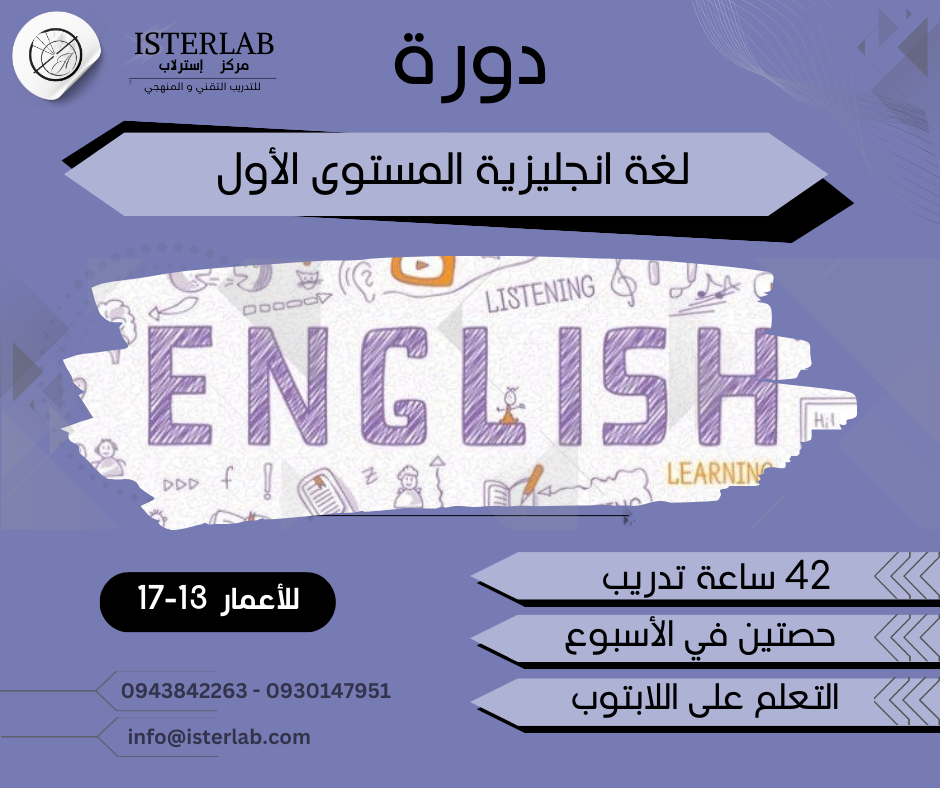 ISTERLAB
مركز إسترلاب
للتدريب التقني و المنهجي
دورة
لغة انجليزية المستوى الأول
LISTENING
ENGLISH
Hi!
LEARNING
42 ساعة تدريب
حصتين في الأسبوع
التعلم على اللابتوب
للأعمار 13-17
0943842263 - 0930147951
info@isterlab.com